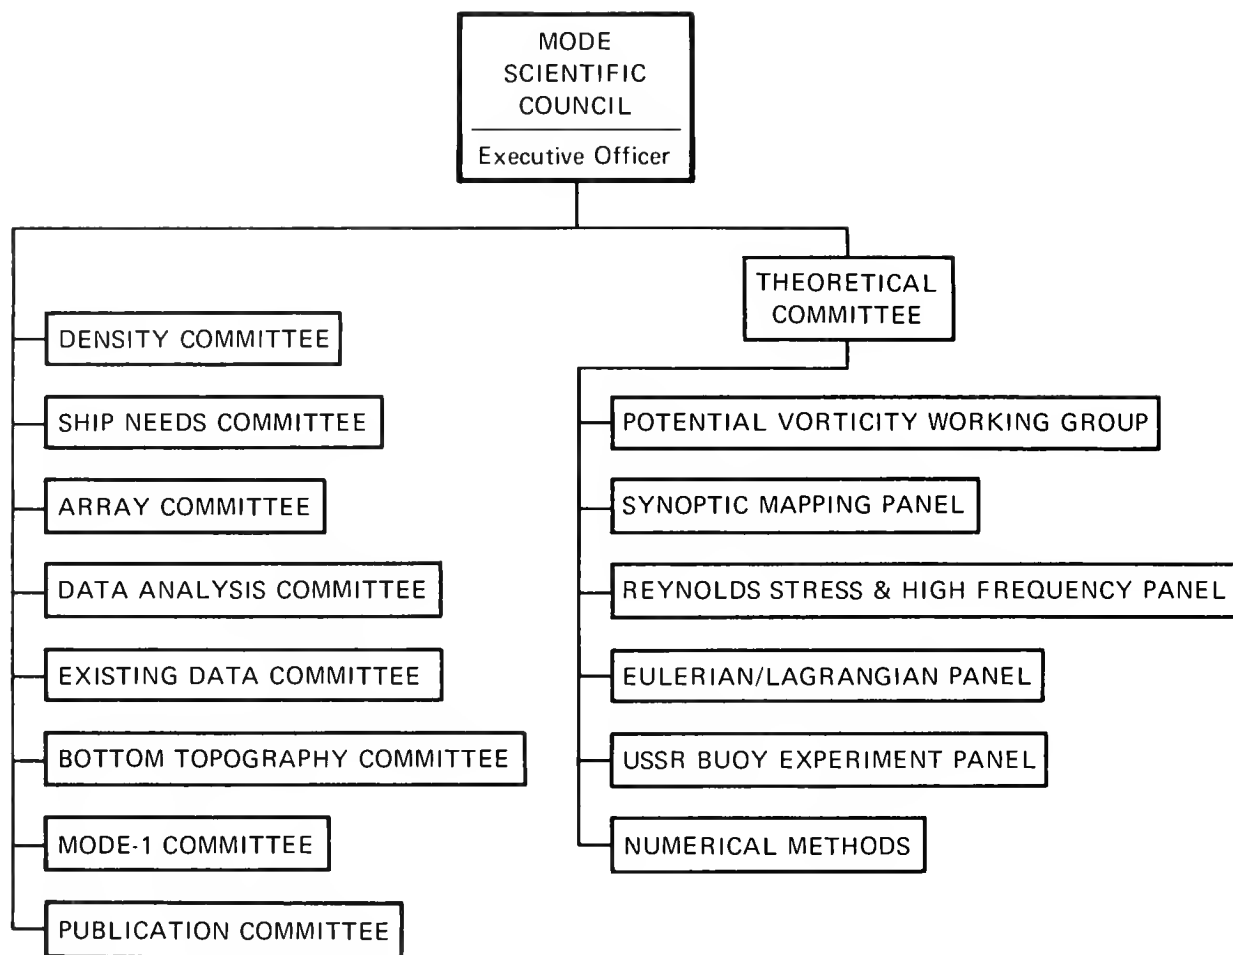 MODE
SCIENTIFIC
COUNCIL
Executive Officer
THEORETICAL
COMMITTEE
DENSITY COMMITTEE
SHIP NEEDS COMMITTEE
ARRAY COMMITTEE
DATA ANALYSIS COMMITTEE
EXISTING DATA COMMITTEE
BOTTOM TOPOGRAPHY COMMITTEE
MODE-1 COMMITTEE
PUBLICATION COMMITTEE
POTENTIAL VORTICITY WORKING GROUP
SYNOPTIC MAPPING PANEL
REYNOLDS STRESS & HIGH FREQUENCY PANEL
EULERIAN/LAGRANGIAN PANEL
USSR BUOY EXPERIMENT PANEL
NUMERICAL METHODS